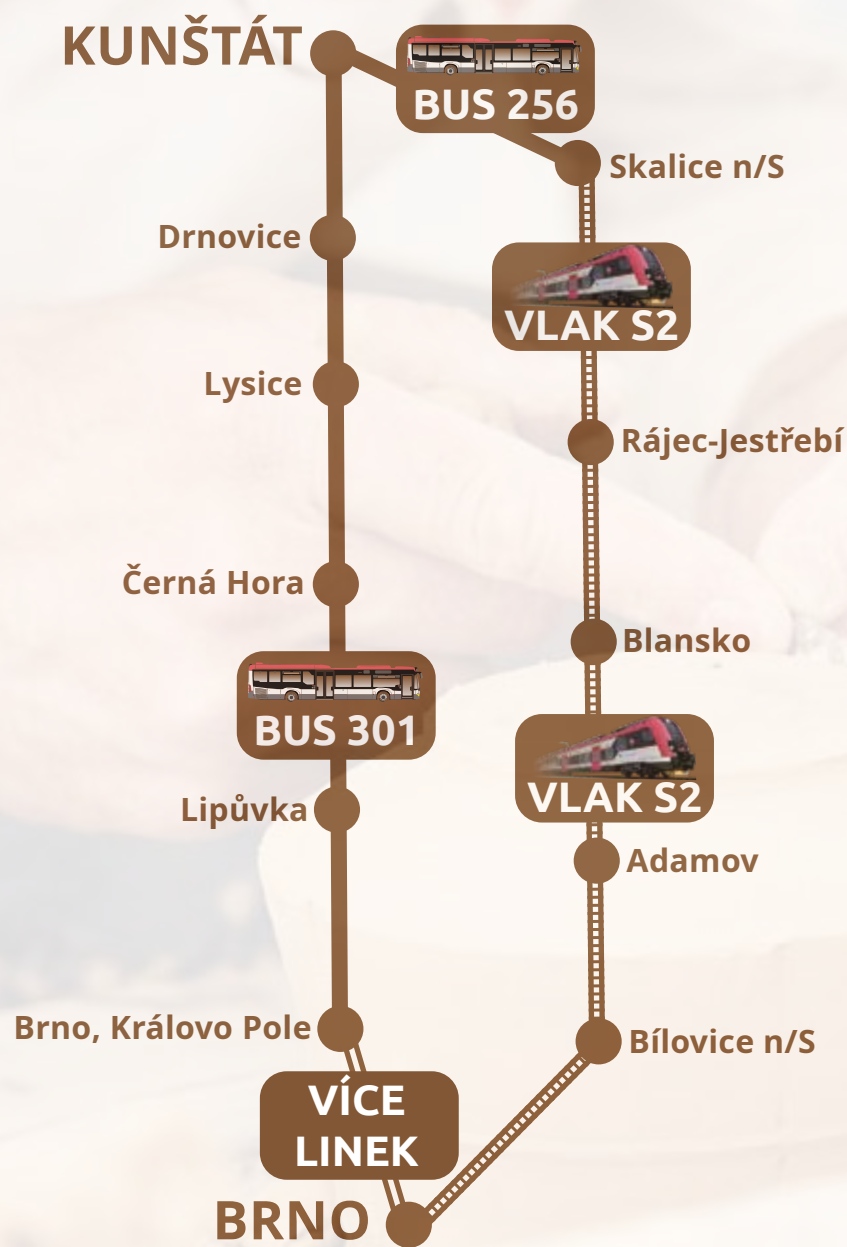 KUNŠTÁT
BUS 256
Skalice n/S
Drnovice
VLAK S2
Lysice
Rájec-Jestřebí
Černá Hora
Blansko
BUS 301
VLAK S2
Lipůvka
Adamov
Brno, Královo Pole
Bílovice n/S
VÍCE
LINEK
BRNO